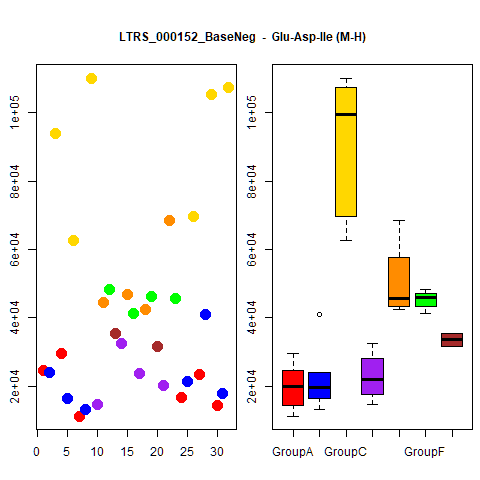 LTRS_000152_BaseNeg - Glu-Asp-Ile (M-H)
1e+05
8e+04
6e+04
4e+04
2e+04
0 5 10 15 20 25 30
1e+05
8e+04
6e+04
4e+04
2e+04
GroupA GroupC GroupF